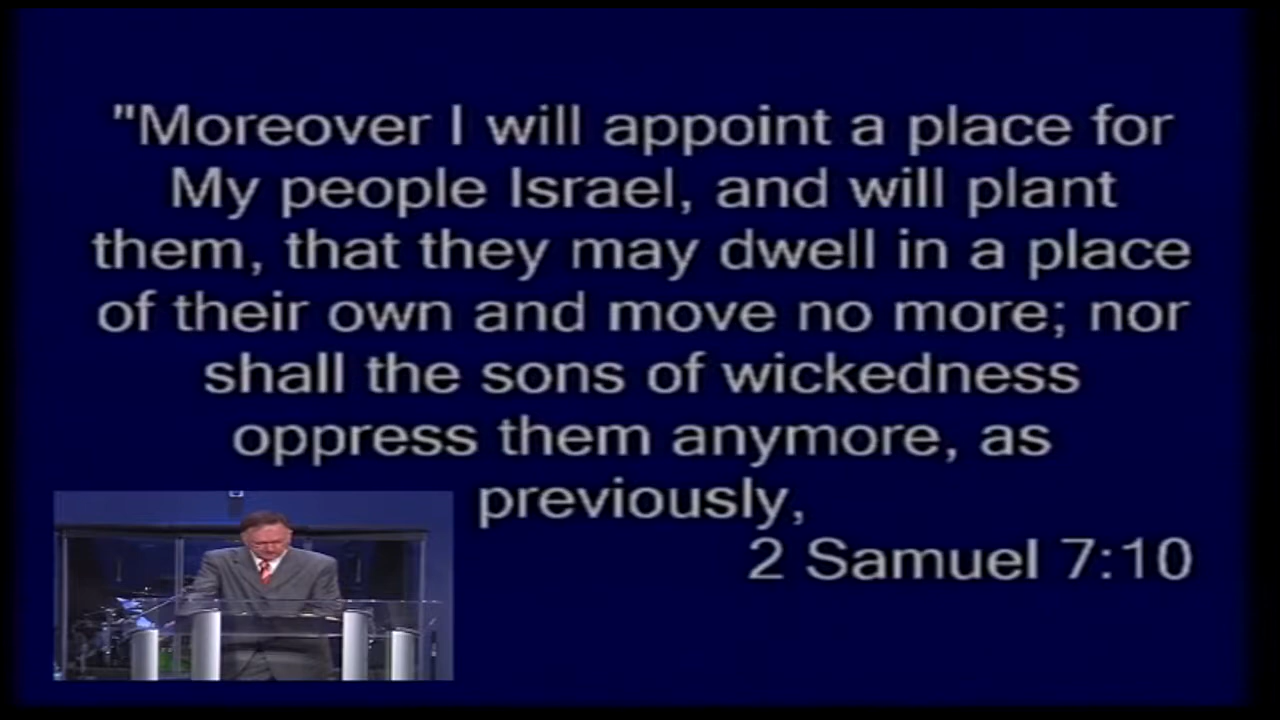 "Moreover I will appoint a place for
My people Israel, and will plant
them, that they may dwell in a place
of their own and move no more; nor
shall the sons of wickedness
oppress them anymore, as
previously,
2 Samuel 7:10